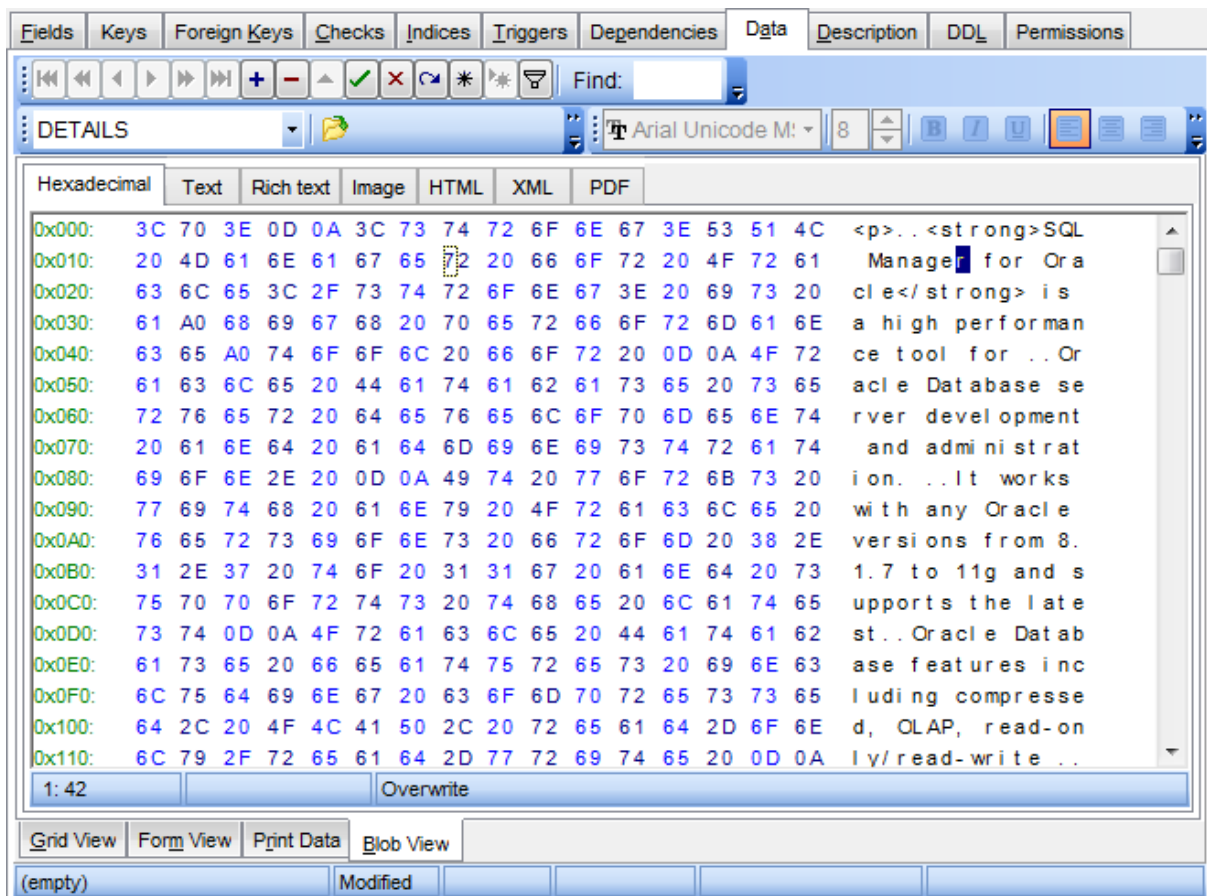 Fields Keys Foreign Keys Checks Indices Triggers Dependencies Data Description DDL Permissions
Find:
DETAILS Arial Unicode M: 8 B I U
Hexadecimal Text Rich text Image HTML XML PDF
0x000: 3C 70 3E 0D 0A 3C 73 74 72 6F 6E 67 3E 53 51 4C <p>..<strong>SQL
0x010: 20 4D 61 6E 61 67 65 72 20 66 6F 72 20 4F 72 61 Manager for Ora
0x020: 63 6C 65 3C 2F 73 74 72 6F 6E 67 3E 20 69 73 20 cle</strong> is
0x030: 61 A0 68 69 67 68 20 70 65 72 66 6F 72 6D 61 6E a high performan
0x040: 63 65 A0 74 6F 6F 6C 20 66 6F 72 20 0D 0A 4F 72 ce tool for ..Or
0x050: 61 63 6C 65 20 44 61 74 61 62 61 73 65 20 73 65 acle Database se
0x060: 72 76 65 72 20 64 65 76 65 6C 6F 70 6D 65 6E 74 rver development
0x070: 20 61 6E 64 20 61 64 6D 69 6E 69 73 74 72 61 74 and administrat
0x080: 69 6F 6E 2E 20 0D 0A 49 74 20 77 6F 72 6B 73 20 ion. ..It works
0x090: 77 69 74 68 20 61 6E 79 20 4F 72 61 63 6C 65 20 with any Oracle
0x0A0: 76 65 72 73 69 6F 6E 73 20 66 72 6F 6D 20 38 2E versions from 8.
0x0B0: 31 2E 37 20 74 6F 20 31 31 67 20 61 6E 64 20 73 1.7 to 11g and s
0x0C0: 75 70 70 6F 72 74 73 20 74 68 65 20 6C 61 74 65 upports the late
0x0D0: 73 74 0D 0A 4F 72 61 63 6C 65 20 44 61 74 61 62 st..Oracle Datab
0x0E0: 61 73 65 20 66 65 61 74 75 72 65 73 20 69 6E 63 ase features inc
0x0F0: 6C 75 64 69 6E 67 20 63 6F 6D 70 72 65 73 73 65 luding compresse
0x100: 64 2C 20 4F 4C 41 50 2C 20 72 65 61 64 2D 6F 6E d, OLAP, read-on
0x110: 6C 79 2F 72 65 61 64 2D 77 72 69 74 65 20 0D 0A ly/read-write ..
1: 42 Overwrite
Grid View Form View Print Data Blob View
(empty) Modified